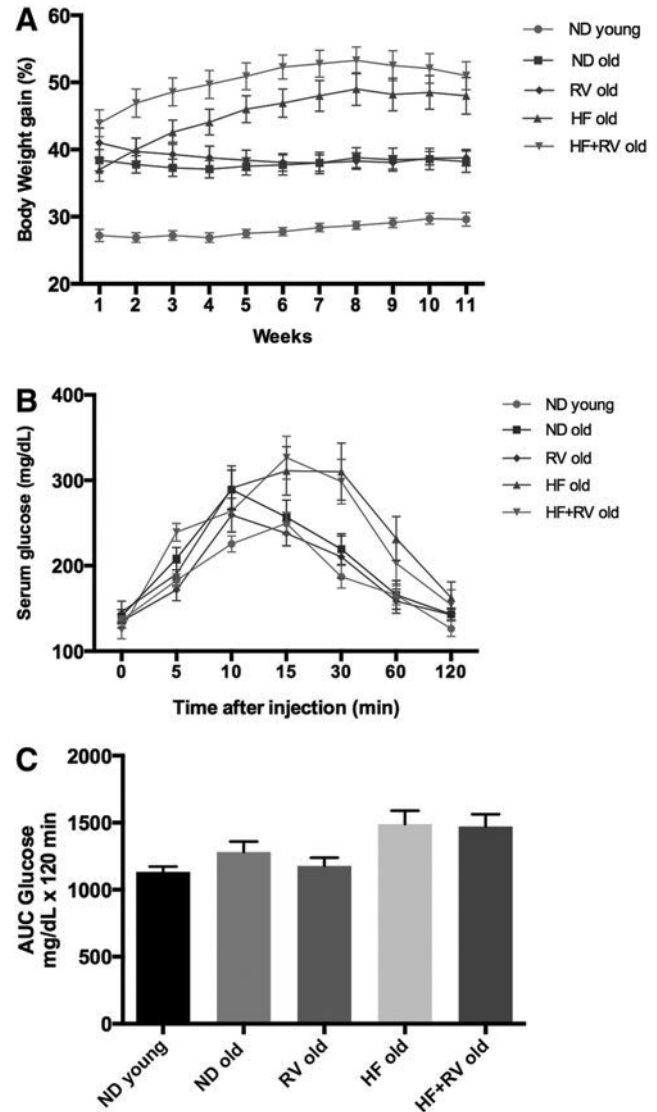 A
Body Weight gain (%)
60
50
40
30
20
1 2 3 4 5 6 7 8 9 10 11
Weeks
ND young
ND old
RV old
HF old
HF+RV old
B
Serum glucose (mg/dL)
400
300
200
100
0 5 10 15 30 60 120
Time after injection (min)
ND young
ND old
RV old
HF old
HF+RV old
C
AUC Glucose
mg/dL x 120 min
2000
1500
1000
500
0
ND young
ND old
RV old
HF old
HF+RV old